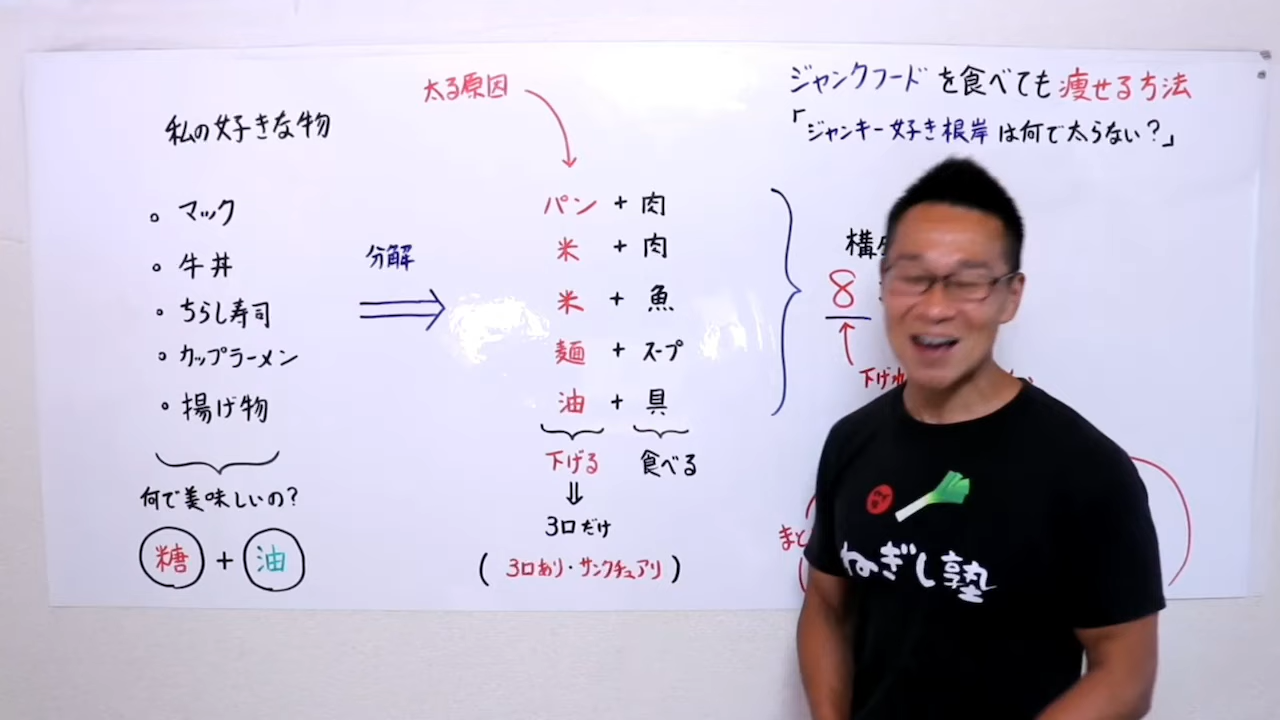 ジャンクフードを食べても痩せる方法
「ジャンキー好き根岸は何で太らない?」
私の好きな物
• マック
• 牛丼
• ちらし寿司
• カップラーメン
• 揚げ物
何で美味しいの?
糖 + 油
分解
太る原因
パン + 肉
米 + 肉
米 + 魚
麺 + スープ
油 + 具
下げる 食べる
3口だけ
(3口あり・サンクチュアリ)
構
8
下げ
まと
ねぎし塾